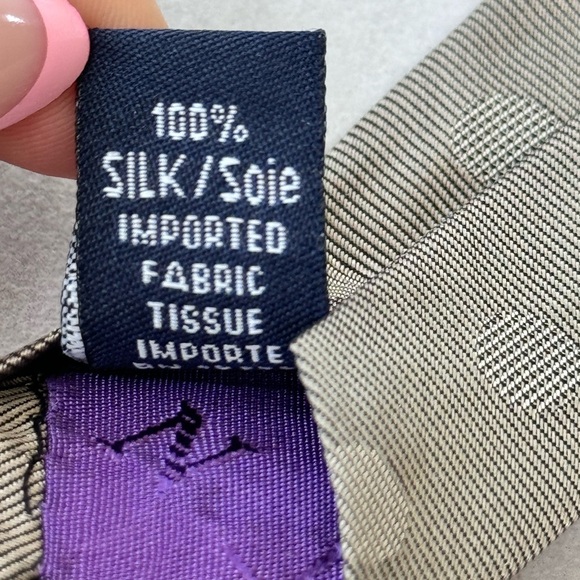 100%
SILK/Soie
IMPORTED
FABRIC
TISSUE
IMPORTE